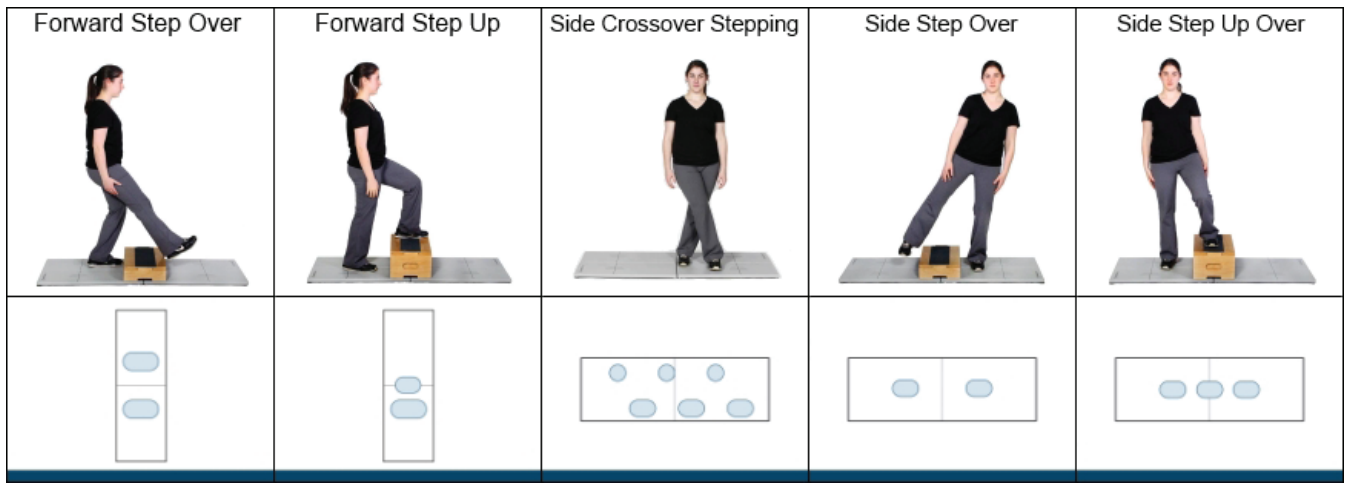 Forward Step Over
Forward Step Up
Side Crossover Stepping
Side Step Over
Side Step Up Over